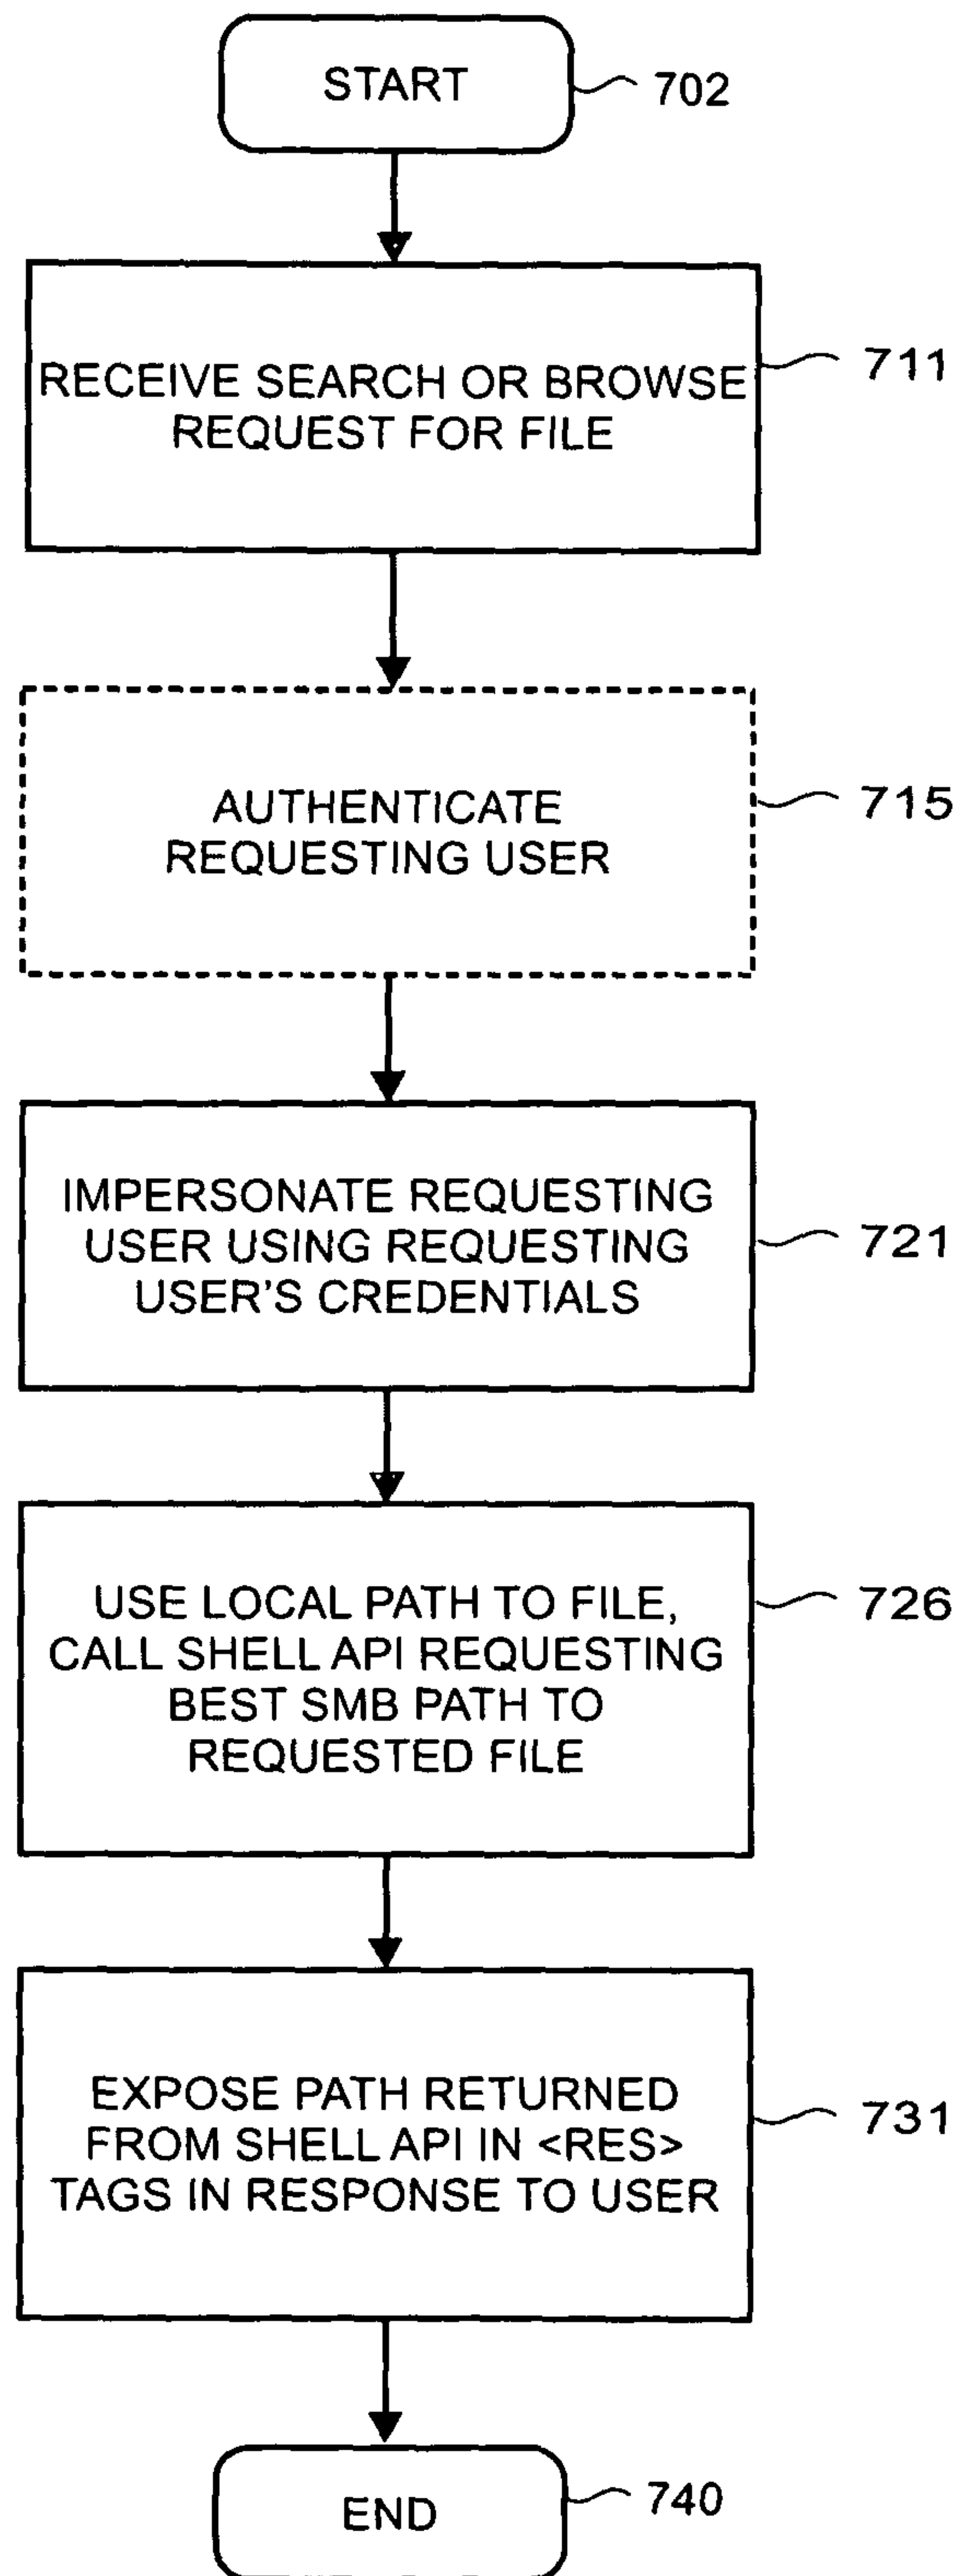 START
702
RECEIVE SEARCH OR BROWSE
REQUEST FOR FILE
711
AUTHENTICATE
REQUESTING USER
715
IMPERSONATE REQUESTING
USER USING REQUESTING
USER'S CREDENTIALS
721
USE LOCAL PATH TO FILE,
CALL SHELL API REQUESTING
BEST SMB PATH TO
REQUESTED FILE
726
EXPOSE PATH RETURNED
FROM SHELL API IN <RES>
TAGS IN RESPONSE TO USER
731
END
740